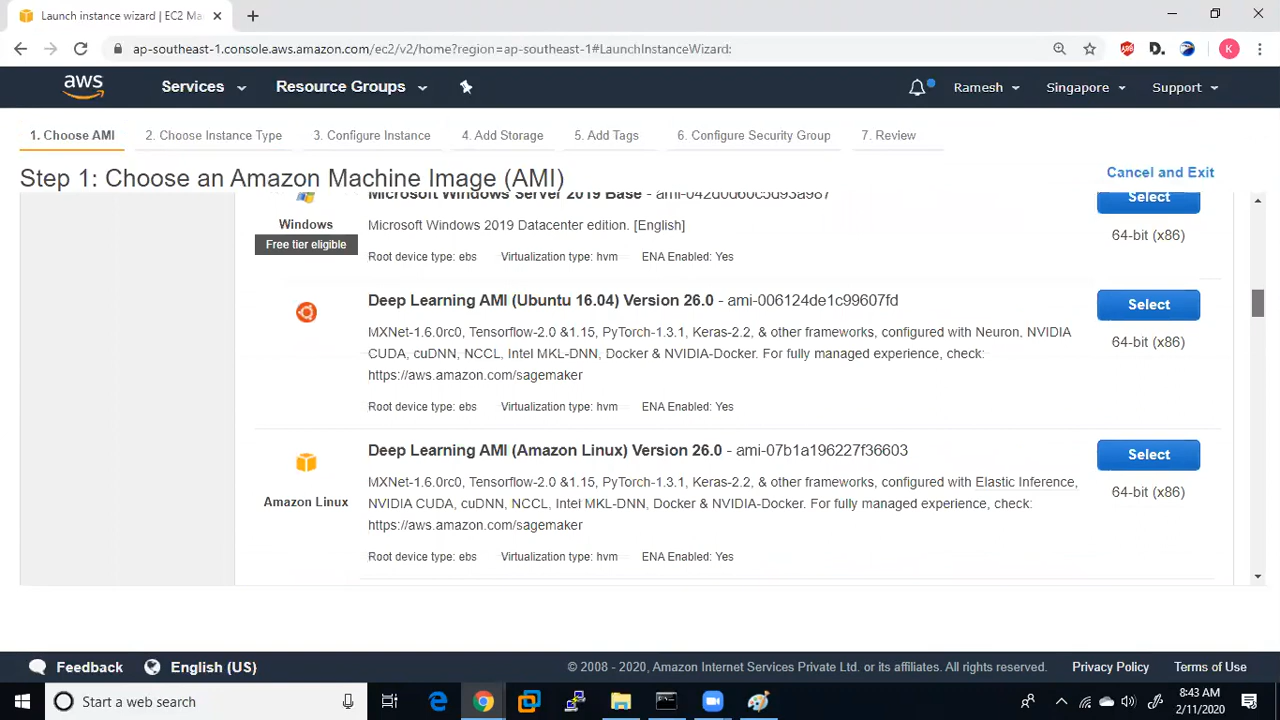 Launch instance wizard | EC2 Ma
ap-southeast-1.console.aws.amazon.com/ec2/v2/home?region=ap-southeast-1#LaunchInstanceWizard:
ABP
D.
K
aws
Services
Resource Groups
Ramesh
Singapore
Support
1. Choose AMI
2. Choose Instance Type
3. Configure Instance
4. Add Storage
5. Add Tags
6. Configure Security Group
7. Review
Step 1: Choose an Amazon Machine Image (AMI)
Cancel and Exit
Microsoft Windows Server 2019 Base - ami-042d0d60c5d93a987
Select
Windows
Microsoft Windows 2019 Datacenter edition. [English]
64-bit (x86)
Free tier eligible
Root device type: ebs Virtualization type: hvm ENA Enabled: Yes
Deep Learning AMI (Ubuntu 16.04) Version 26.0 - ami-006124de1c99607fd
Select
MXNet-1.6.0rc0, Tensorflow-2.0 &1.15, PyTorch-1.3.1, Keras-2.2, & other frameworks, configured with Neuron, NVIDIA
64-bit (x86)
CUDA, cuDNN, NCCL, Intel MKL-DNN, Docker & NVIDIA-Docker. For fully managed experience, check:
https://aws.amazon.com/sagemaker
Root device type: ebs Virtualization type: hvm ENA Enabled: Yes
Deep Learning AMI (Amazon Linux) Version 26.0 - ami-07b1a196227f36603
Select
Amazon Linux
MXNet-1.6.0rc0, Tensorflow-2.0 &1.15, PyTorch-1.3.1, Keras-2.2, & other frameworks, configured with Elastic Inference,
64-bit (x86)
NVIDIA CUDA, cuDNN, NCCL, Intel MKL-DNN, Docker & NVIDIA-Docker. For fully managed experience, check:
https://aws.amazon.com/sagemaker
Root device type: ebs Virtualization type: hvm ENA Enabled: Yes
Feedback
English (US)
© 2008 - 2020, Amazon Internet Services Private Ltd. or its affiliates. All rights reserved.
Privacy Policy
Terms of Use
Start a web search
8:43 AM
2/11/2020